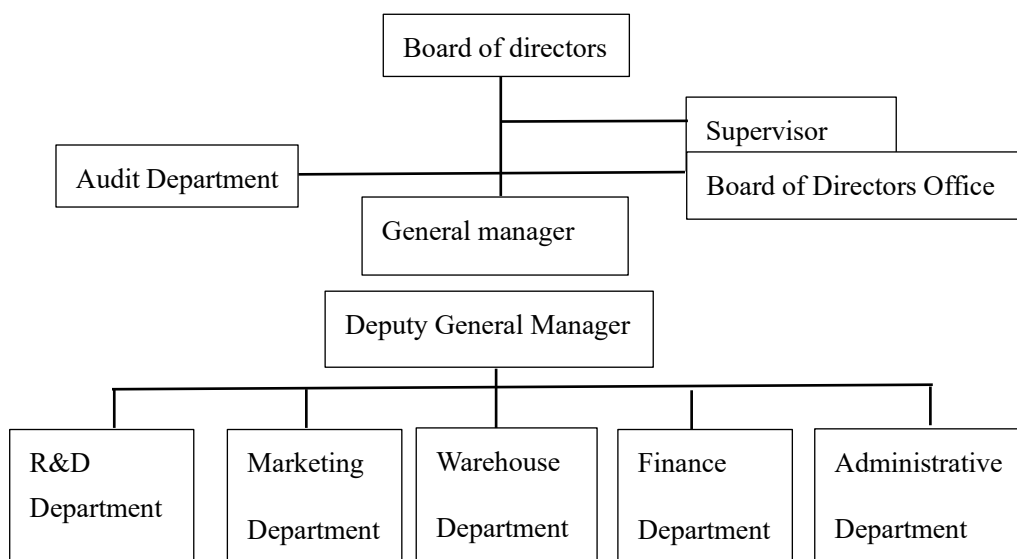 Board of directors
Supervisor
Audit Department
Board of Directors Office
General manager
Deputy General Manager
R&D
Department
Marketing
Department
Warehouse
Department
Finance
Department
Administrative
Department